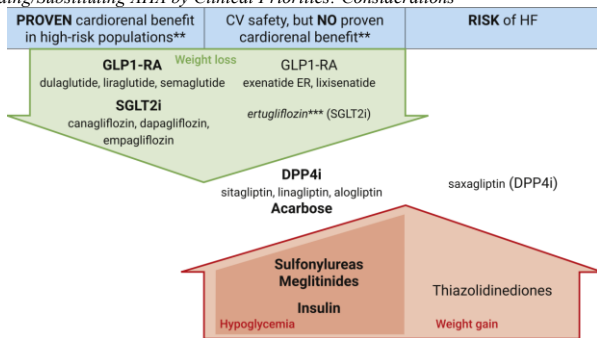 ding/Substituting AHA by Clinical Priorities: Considerations
PROVEN cardiorenal benefit
in high-risk populations**
CV safety, but NO proven
cardiorenal benefit**
RISK of HF
Weight loss
GLP1-RA
dulaglutide, liraglutide, semaglutide
SGLT2i
canagliflozin, dapagliflozin,
empagliflozin
GLP1-RA
exenatide ER, lixisenatide
ertugliflozin*** (SGLT2i)
DPP4i
sitagliptin, linagliptin, alogliptin
Acarbose
saxagliptin (DPP4i)
Sulfonylureas
Meglitinides
Insulin
Hypoglycemia
Thiazolidinediones
Weight gain